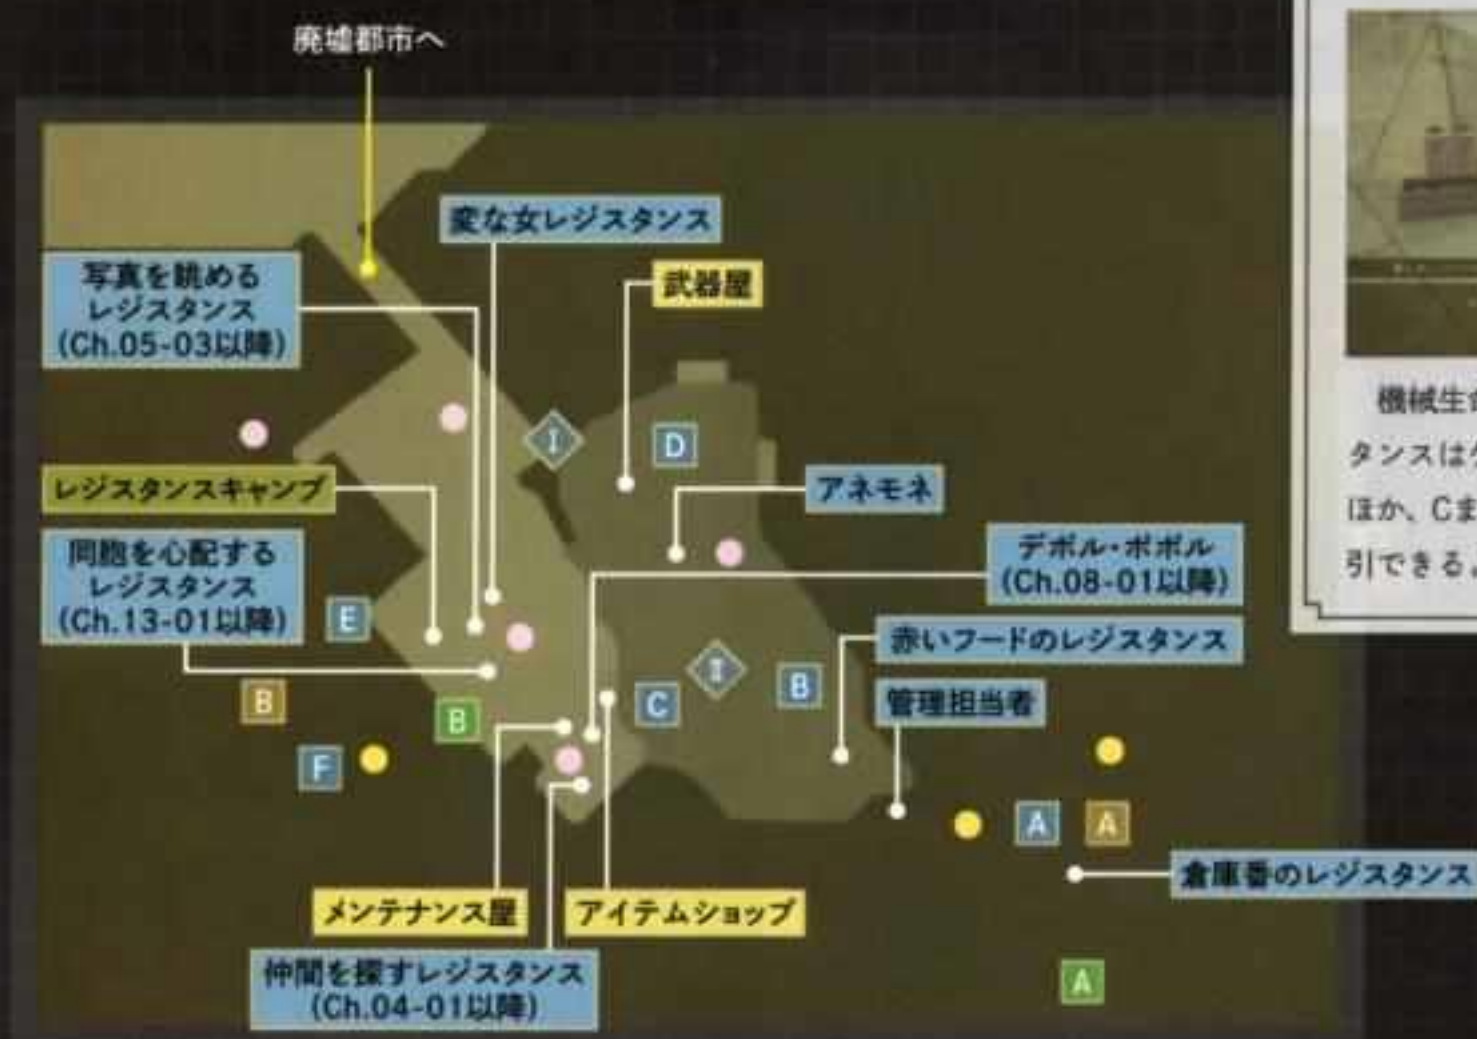 廃墟都市へ
変な女レジスタンス
写真を眺める
レジスタンス
(Ch.05-03以降)
武器屋
I
D
レジスタンスキャンプ
アネモネ
同胞を心配する
レジスタンス
(Ch.13-01以降)
デボル・ポポル
(Ch.08-01以降)
E
赤いフードのレジスタンス
I
B
C
管理担当者
B
B
F
A
A
倉庫番のレジスタンス
メンテナンス屋
アイテムショップ
仲間を探すレジスタンス
(Ch.04-01以降)
A
機械生
タンスは
ほか、Cま
引できる。